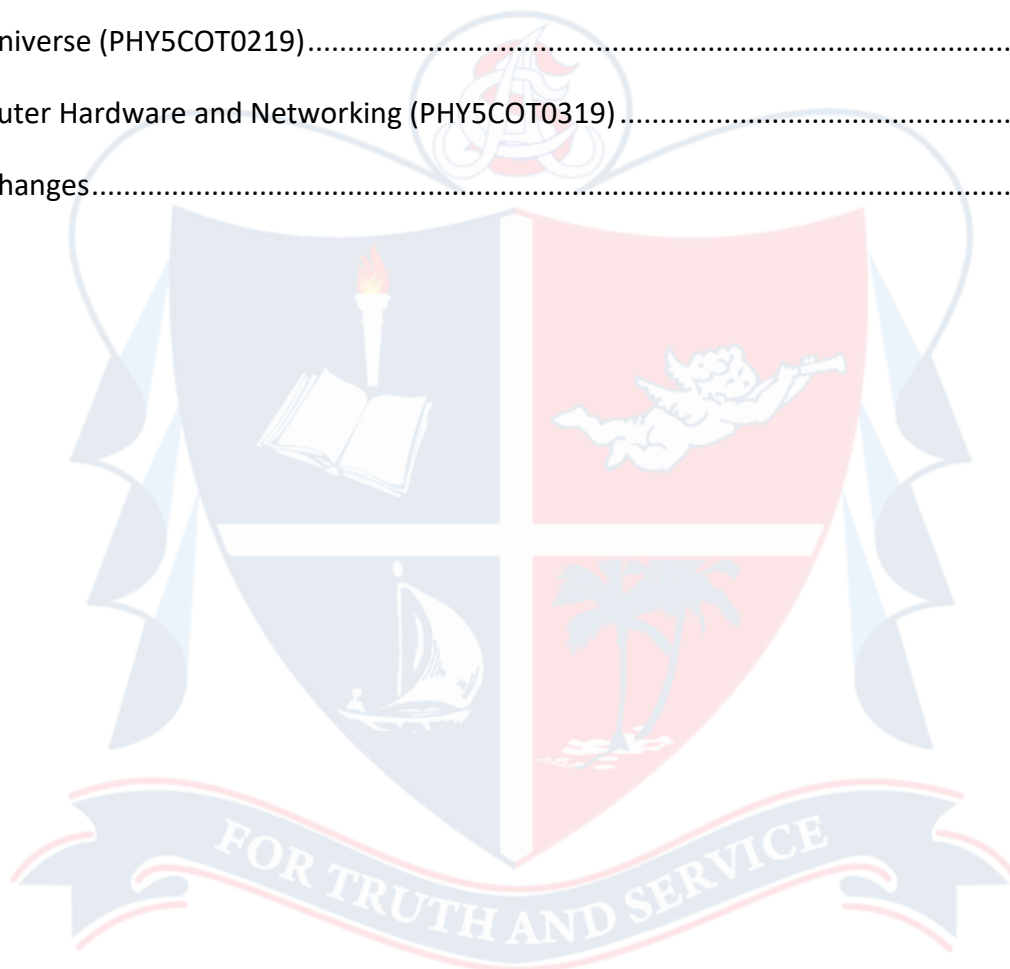 niverse (PHY5COT0219)..............................................................................................
uter Hardware and Networking (PHY5COT0319)..................................................
hanges...........................................................................................................................
FOR TRUTH AND SERVICE